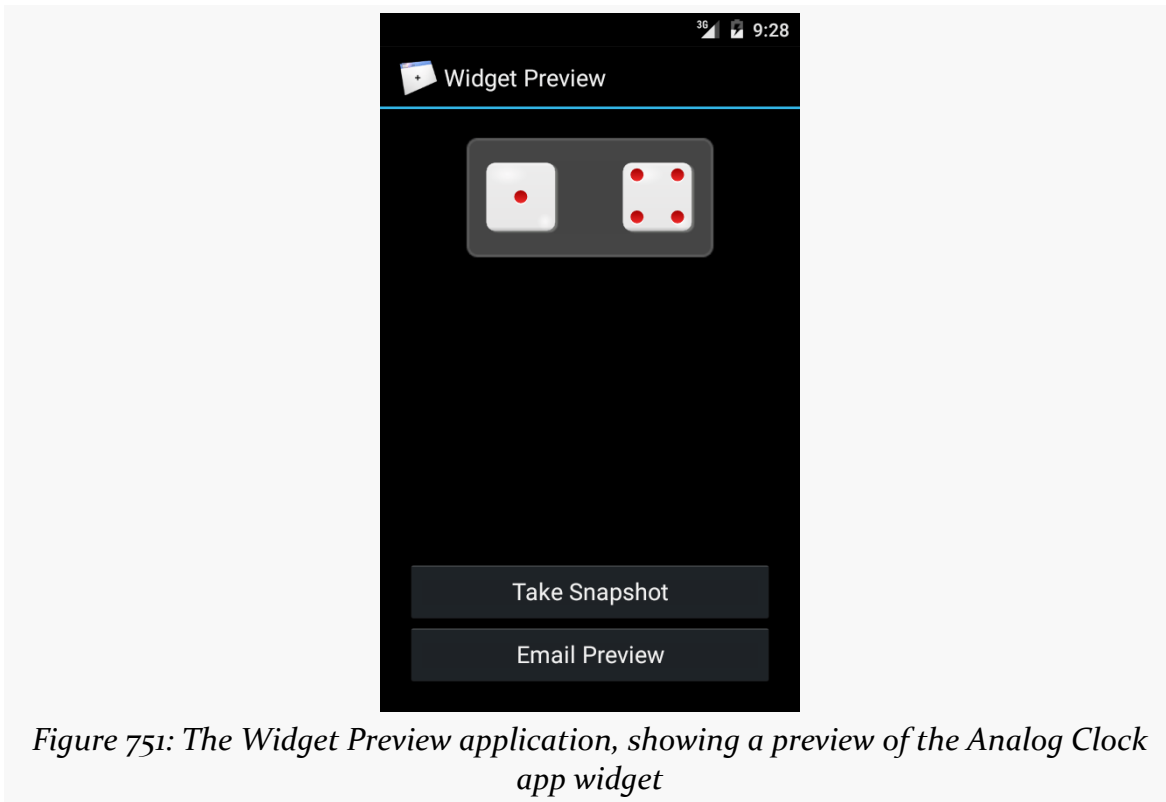 3G 9:28
Widget Preview
Take Snapshot
Email Preview
Figure 751: The Widget Preview application, showing a preview of the Analog Clock
app widget